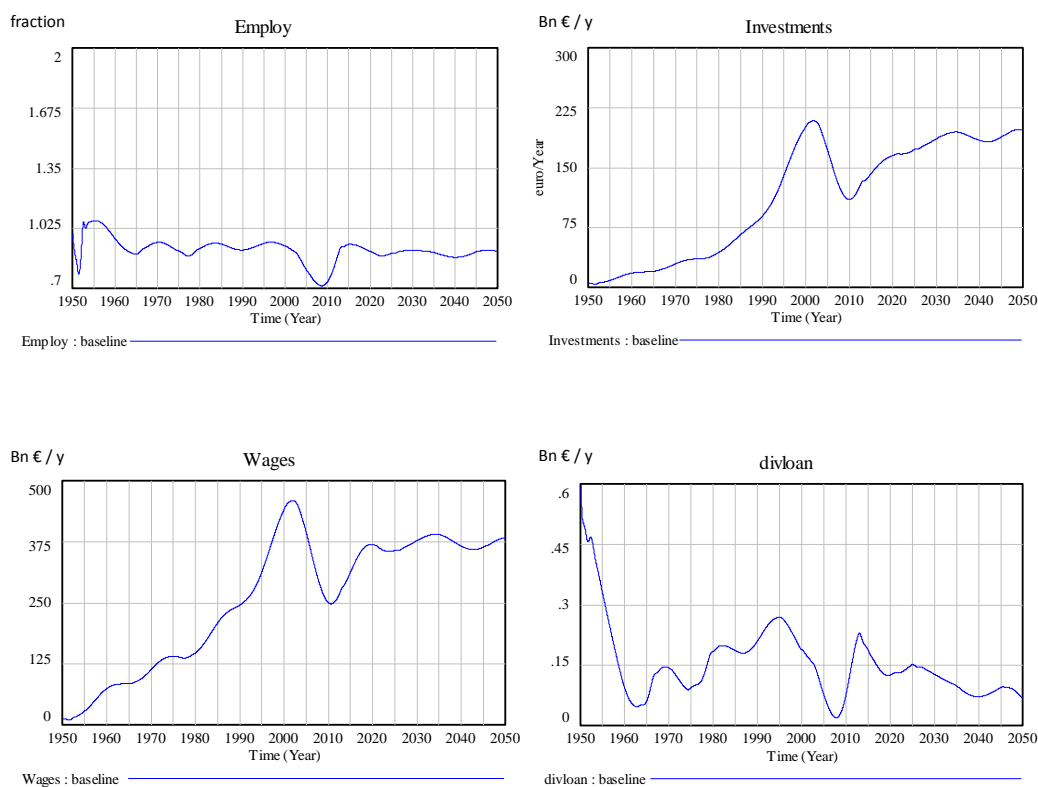 fraction
Employ
2
1.675
1.35
1.025
.7
1950 1960 1970 1980 1990 2000 2010 2020 2030 2040 2050
Time (Year)
Employ : baseline
Bn € / y
Investments
300
225
150
75
0
euro/Year
1950 1960 1970 1980 1990 2000 2010 2020 2030 2040 2050
Time (Year)
Investments : baseline
Bn € / y
Wages
500
375
250
125
0
1950 1960 1970 1980 1990 2000 2010 2020 2030 2040 2050
Time (Year)
Wages : baseline
Bn € / y
divloan
.6
.45
.3
.15
0
1950 1960 1970 1980 1990 2000 2010 2020 2030 2040 2050
Time (Year)
divloan : baseline